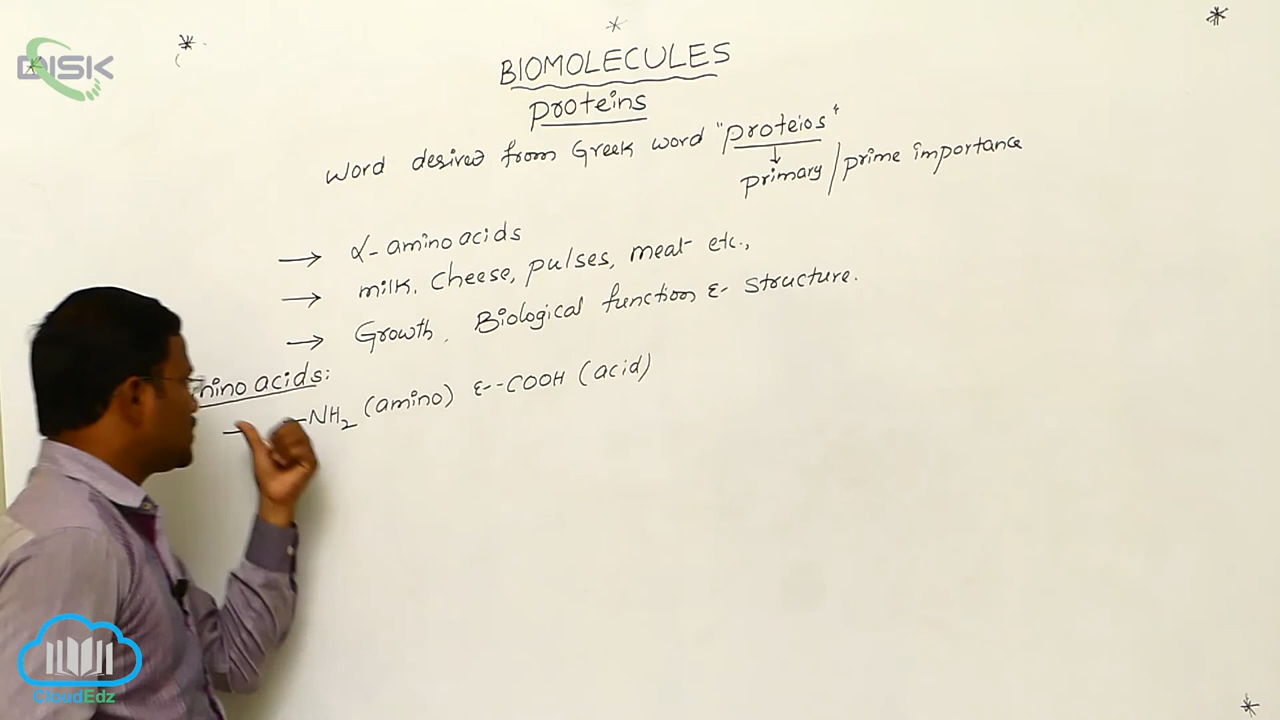 DISK
BIOMOLECULES
Proteins
Word desired from Greek word "proteios"
↓
primary / prime importance
→ α-amino acids
→ milk, cheese, pulses, meat etc.,
→ Growth, Biological function & structure.
mino acids:
→ -NH₂ (amino) & -COOH (acid)
CloudEdz